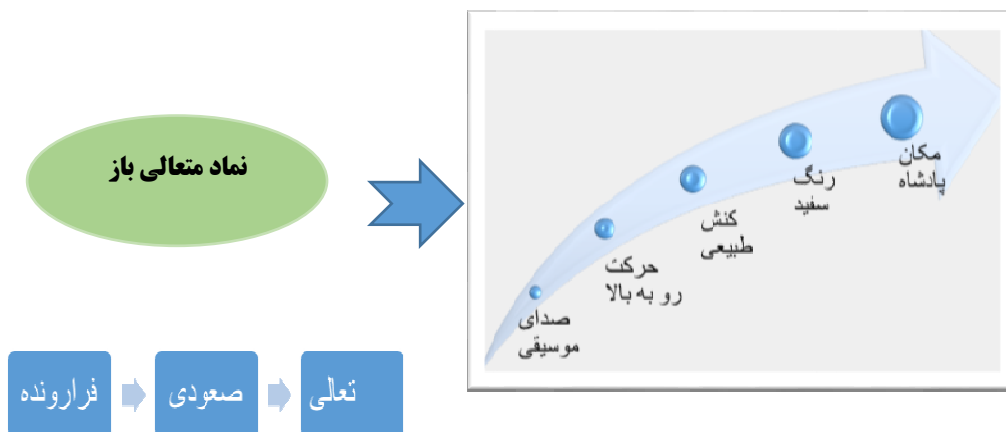 نماد متعالی باز
صدای
موسیقی
حرکت
رو به بالا
کنش
طبیعی
رنگ
سفید
مکان
پادشاه
فرارونده
صعودی
تعالی